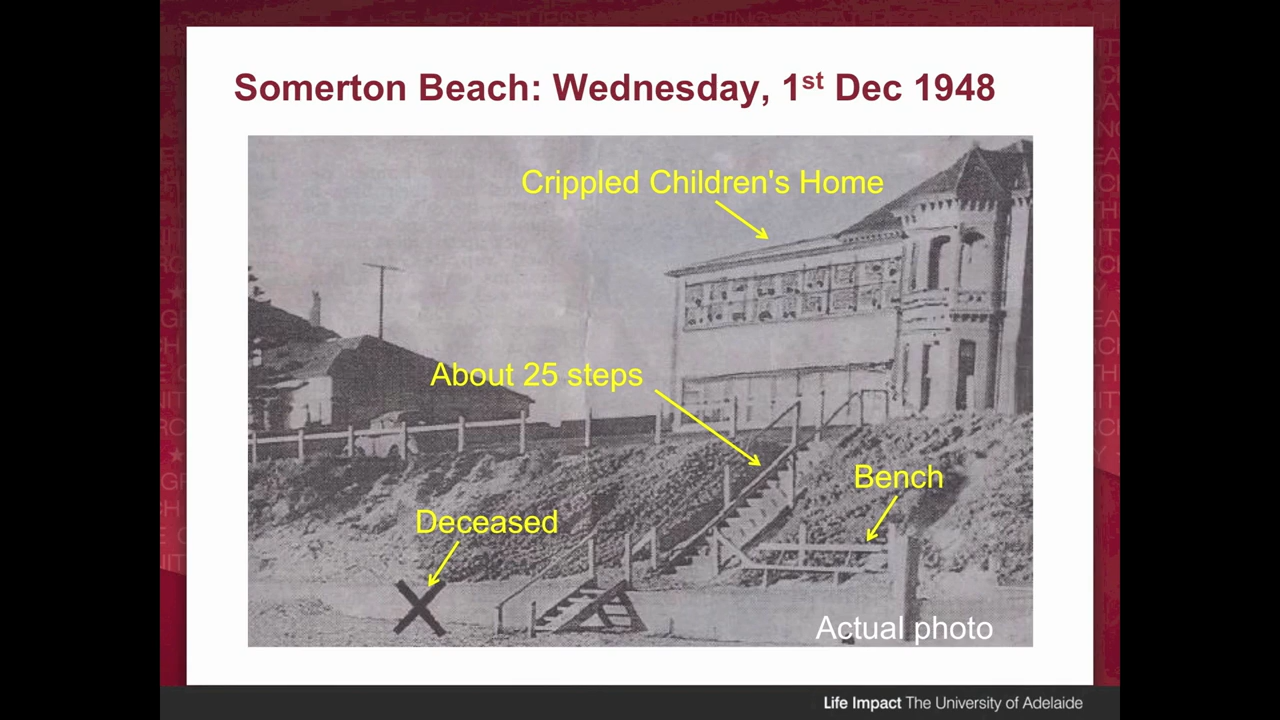 Somerton Beach: Wednesday, 1st Dec 1948
Crippled Children's Home
About 25 steps
Bench
Deceased
Actual photo
Life Impact The University of Adelaide